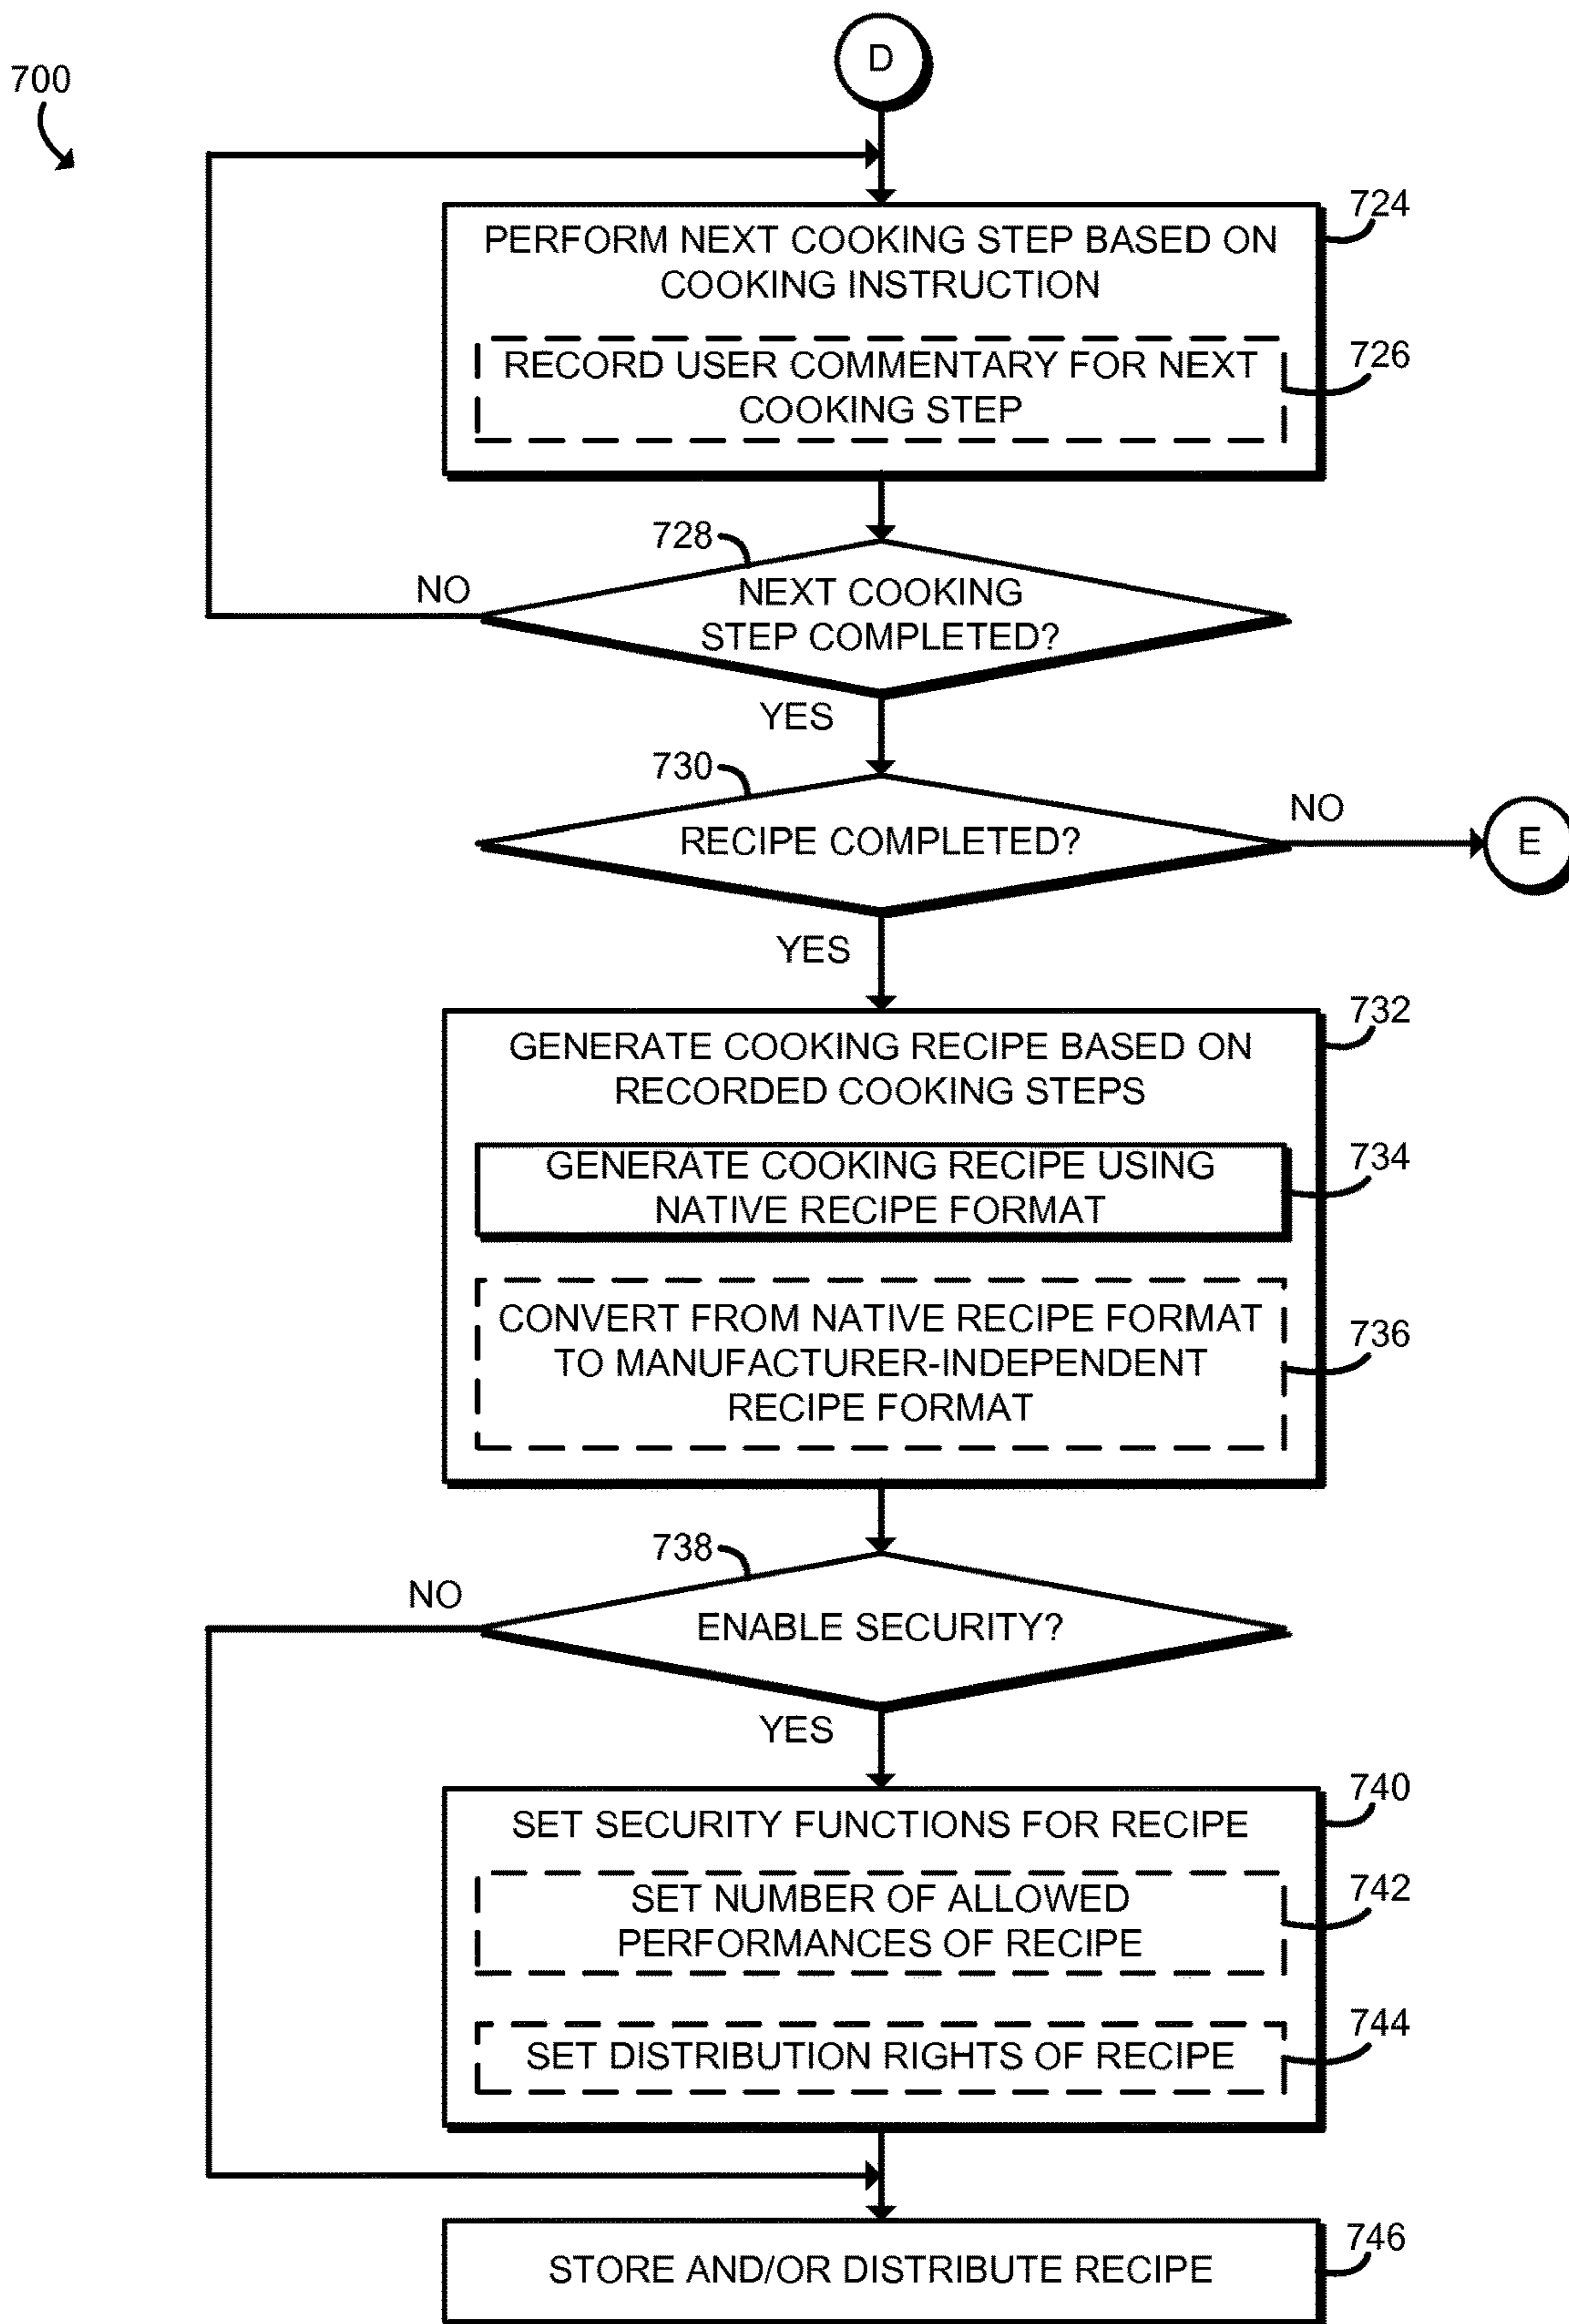 D
700
724
PERFORM NEXT COOKING STEP BASED ON
COOKING INSTRUCTION
RECORD USER COMMENTARY FOR NEXT
COOKING STEP
726
728
NO
NEXT COOKING
STEP COMPLETED?
YES
730
NO
RECIPE COMPLETED?
E
YES
732
GENERATE COOKING RECIPE BASED ON
RECORDED COOKING STEPS
GENERATE COOKING RECIPE USING
NATIVE RECIPE FORMAT
734
CONVERT FROM NATIVE RECIPE FORMAT
TO MANUFACTURER-INDEPENDENT
RECIPE FORMAT
736
738
NO
ENABLE SECURITY?
YES
740
SET SECURITY FUNCTIONS FOR RECIPE
SET NUMBER OF ALLOWED
PERFORMANCES OF RECIPE
742
SET DISTRIBUTION RIGHTS OF RECIPE
744
STORE AND/OR DISTRIBUTE RECIPE
746